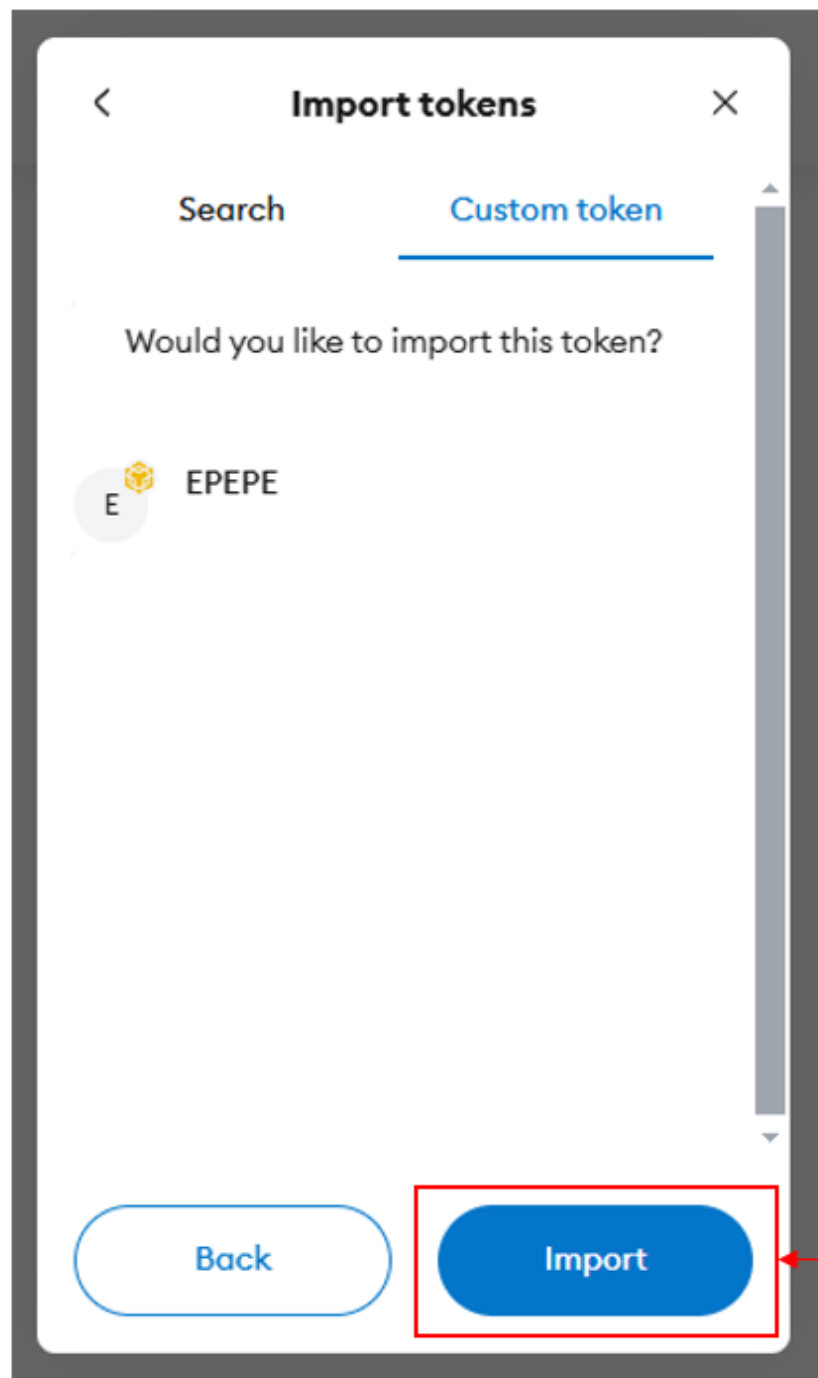 Import tokens
Search
Custom token
Would you like to import this token?
E
EPEPE
Back
Import